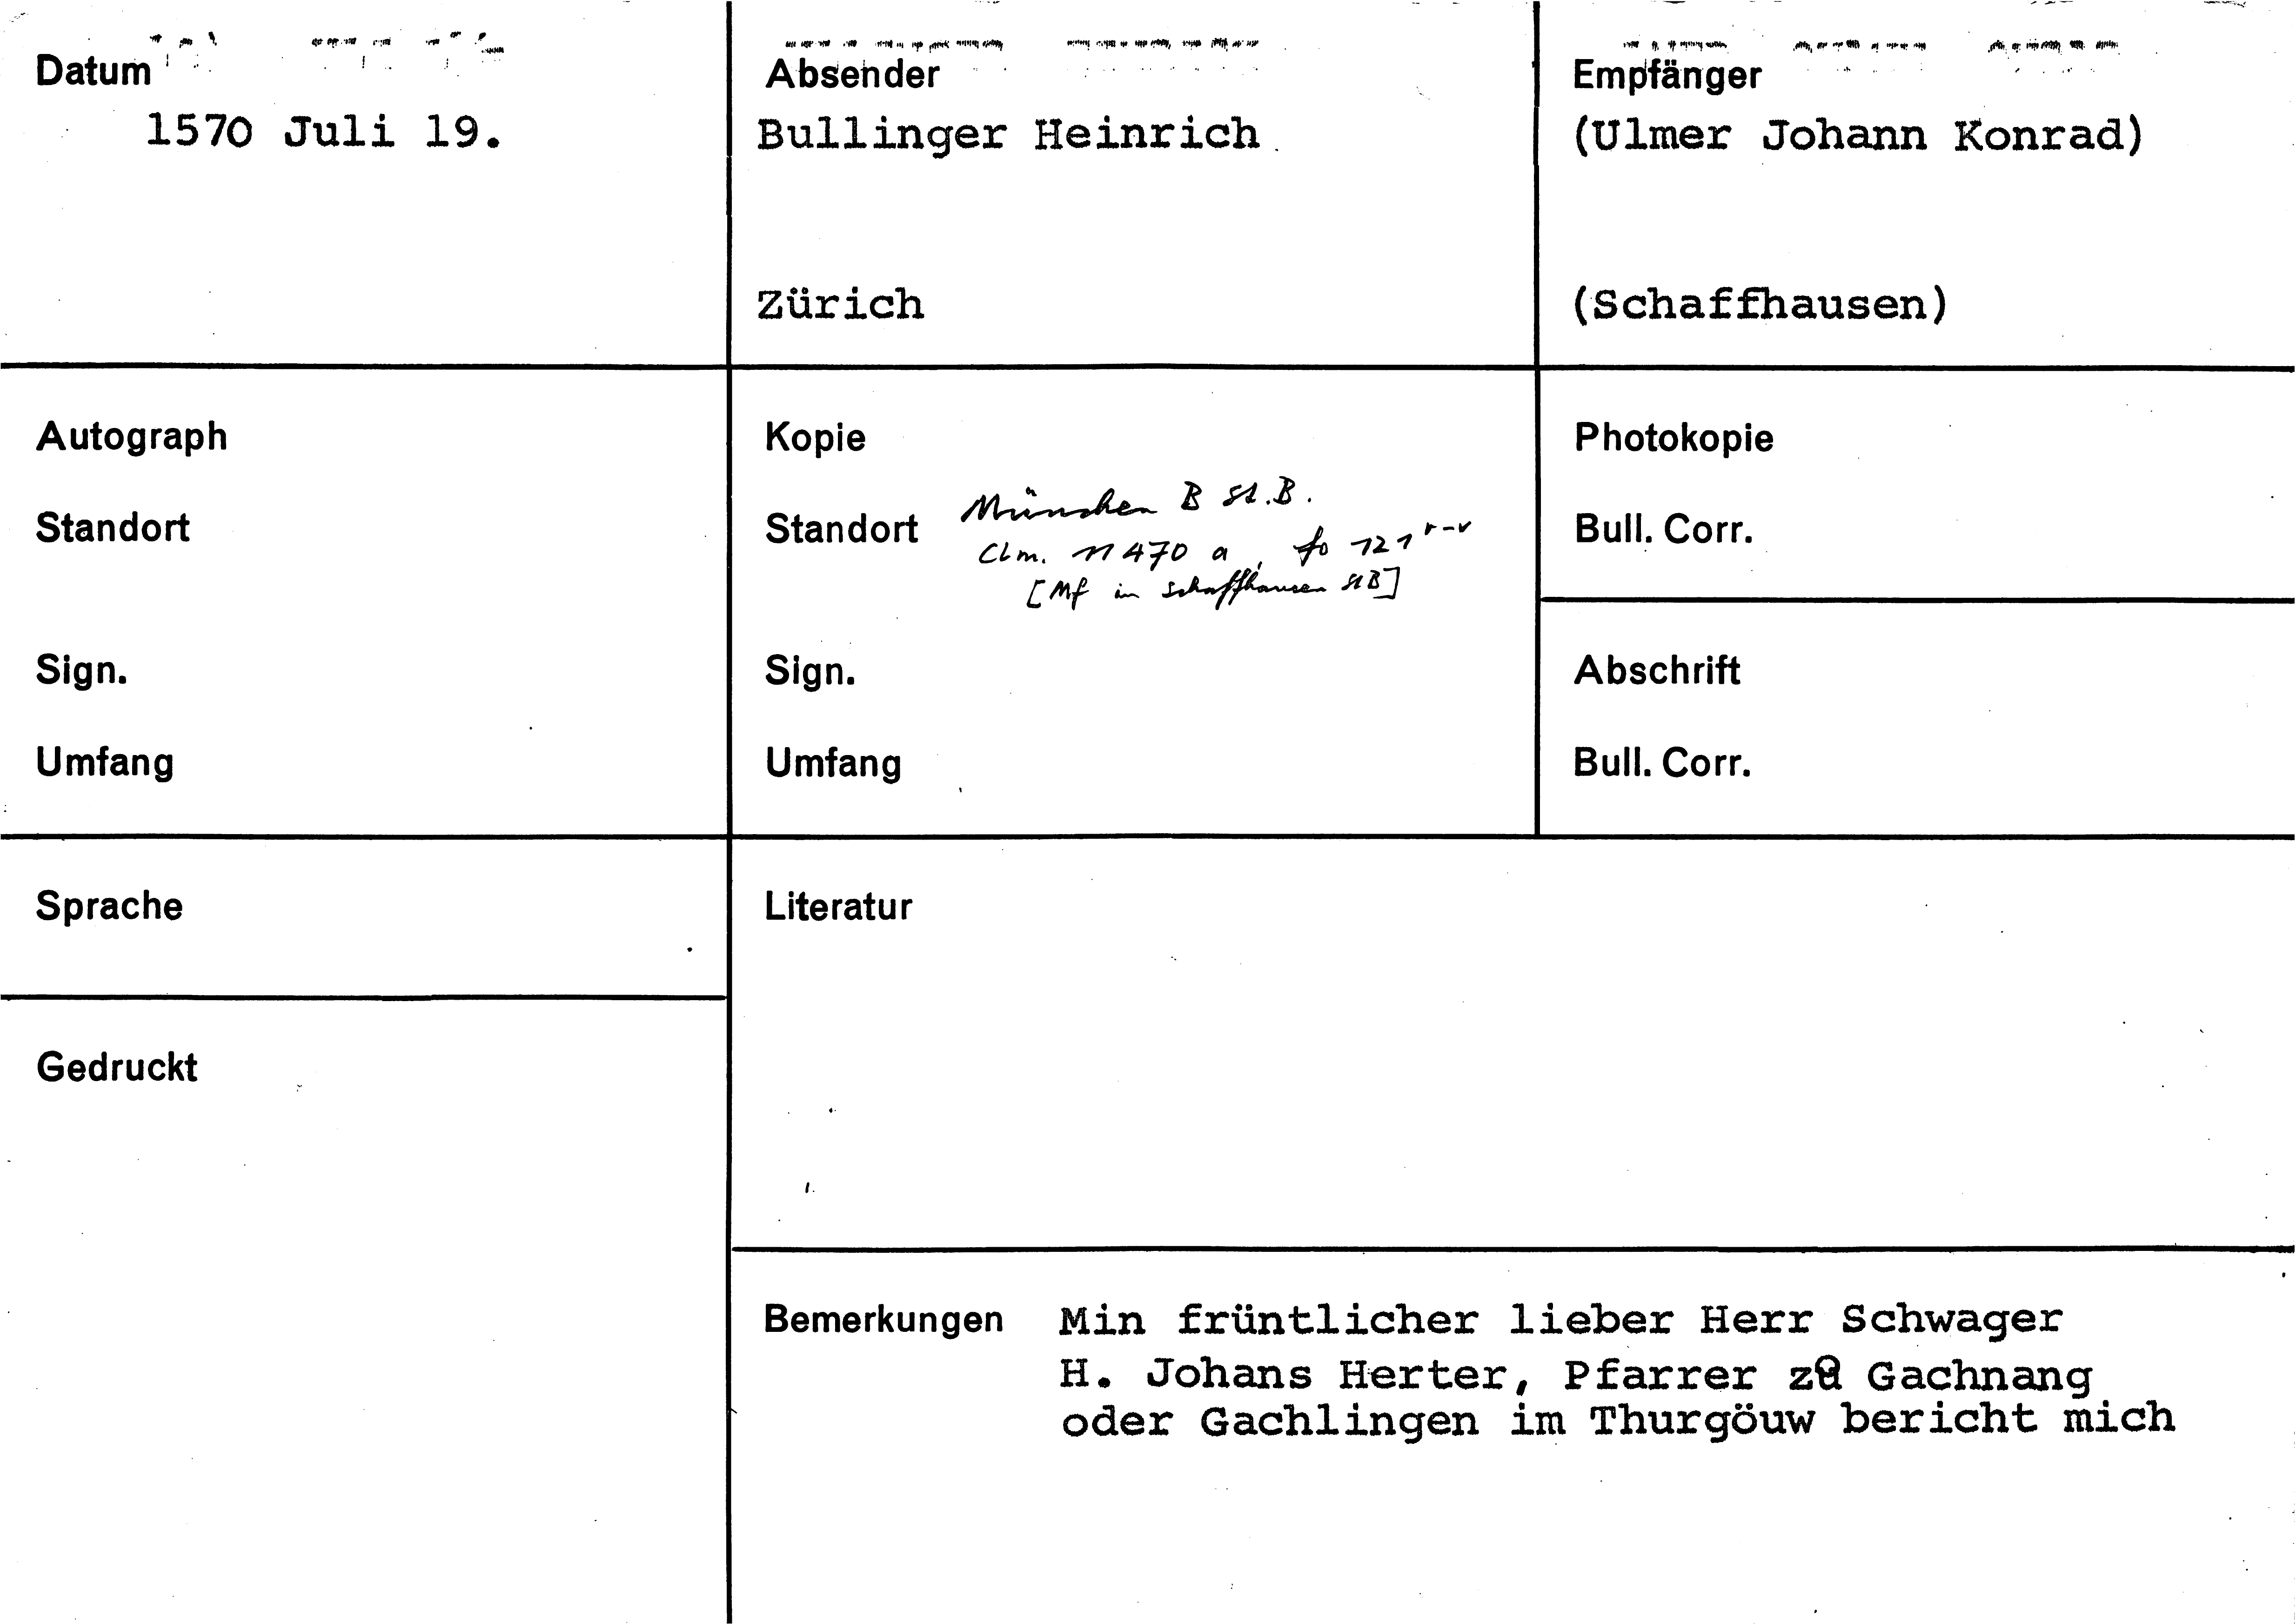 Datum
1570 Juli 19.
Absender
Bullinger Heinrich
Zürich
Empfänger
(Ulmer Johann Konrad)
(Schaffhausen)
Autograph
Standort
Sign.
Umfang
Kopie
Standort München B St.B.
Clm. 11470 a, fo 121 r-v
[Mf in Schaffhausen StB]
Sign.
Umfang
Photokopie
Bull. Corr.
Abschrift
Bull. Corr.
Sprache
Gedruckt
Literatur
Bemerkungen Min früntlicher lieber Herr Schwager
H. Johans Herter, Pfarrer zů Gachnang
oder Gachlingen im Thurgöuw bericht mich